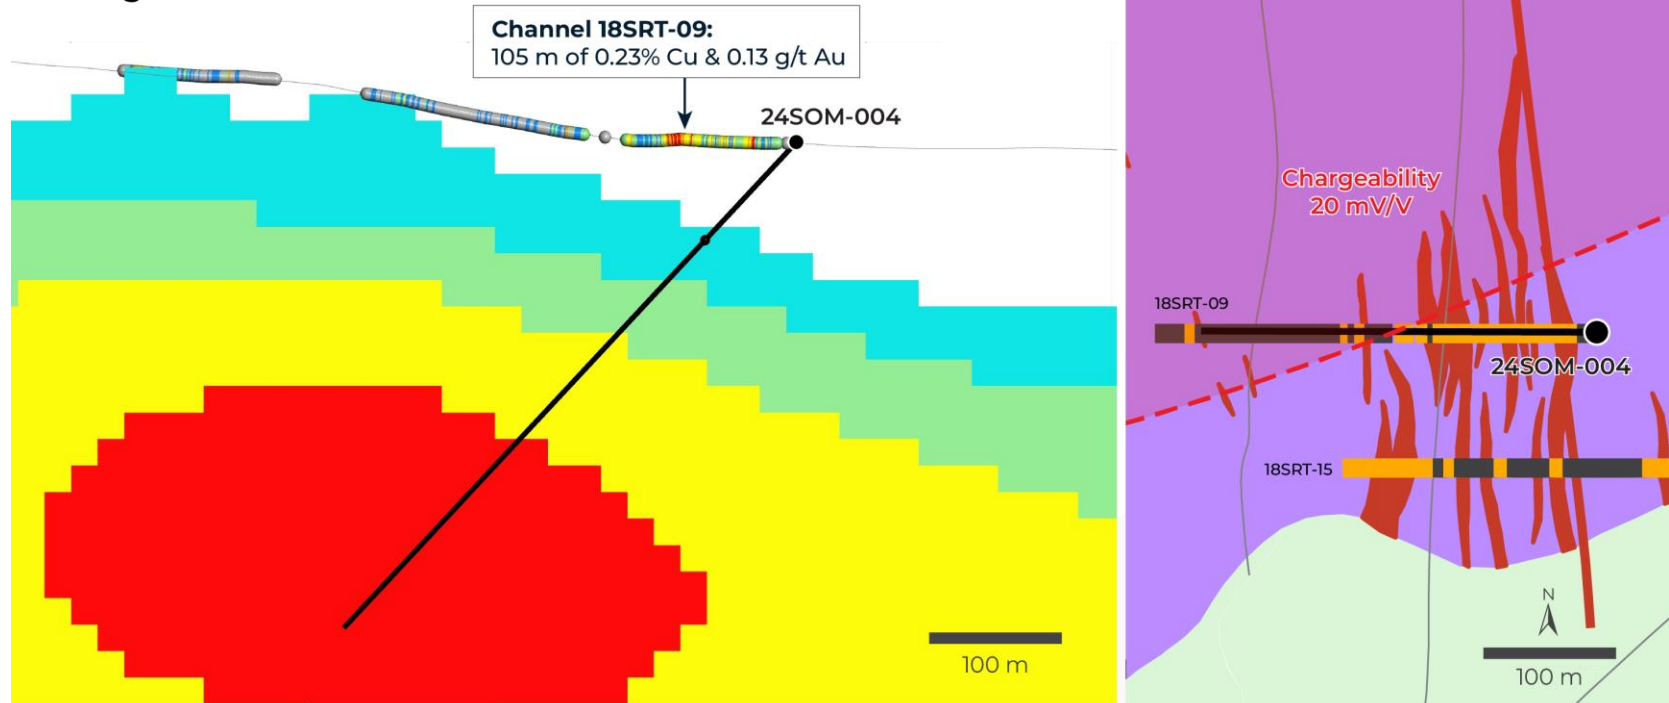 Channel 18SRT-09:
105 m of 0.23% Cu & 0.13 g/t Au
24SOM-004
100 m
Chargeability
20 mV/V
18SRT-09
24SOM-004
18SRT-15
N
100 m